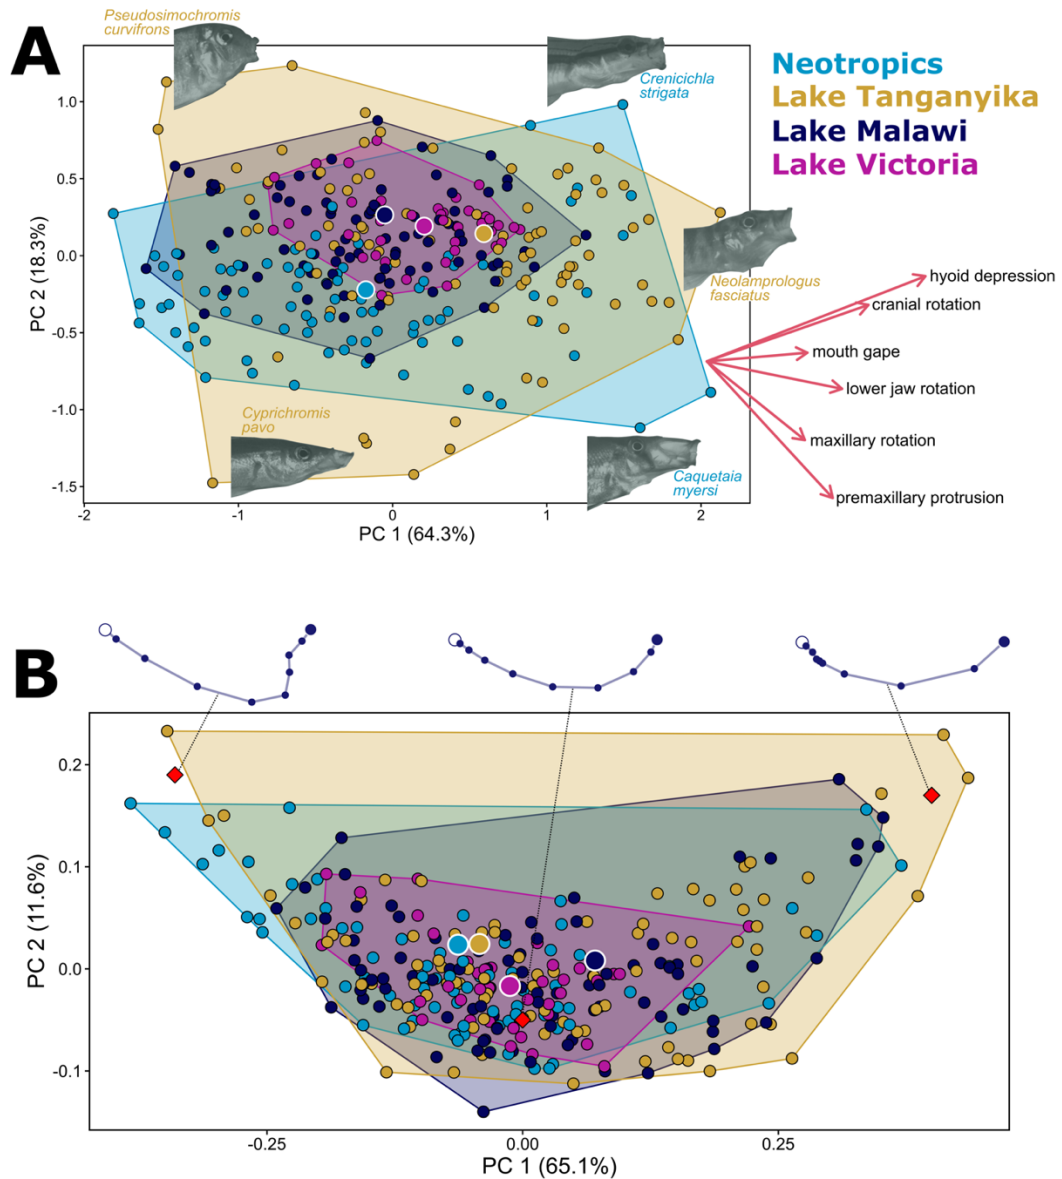 A
Pseudosimochromis
curvifrons
Crenicichla
strigata
Neotropics
Lake Tanganyika
Lake Malawi
Lake Victoria
1.0
0.5
0.0
-0.5
-1.0
-1.5
PC 2 (18.3%)
Neolamprologus
fasciatus
hyoid depression
cranial rotation
mouth gape
lower jaw rotation
maxillary rotation
premaxillary protrusion
Cyprichromis
pavo
Caquetaia
myersi
-2
-1
0
1
2
PC 1 (64.3%)
B
0.2
0.1
0.0
-0.1
PC 2 (11.6%)
-0.25
0.00
0.25
PC 1 (65.1%)